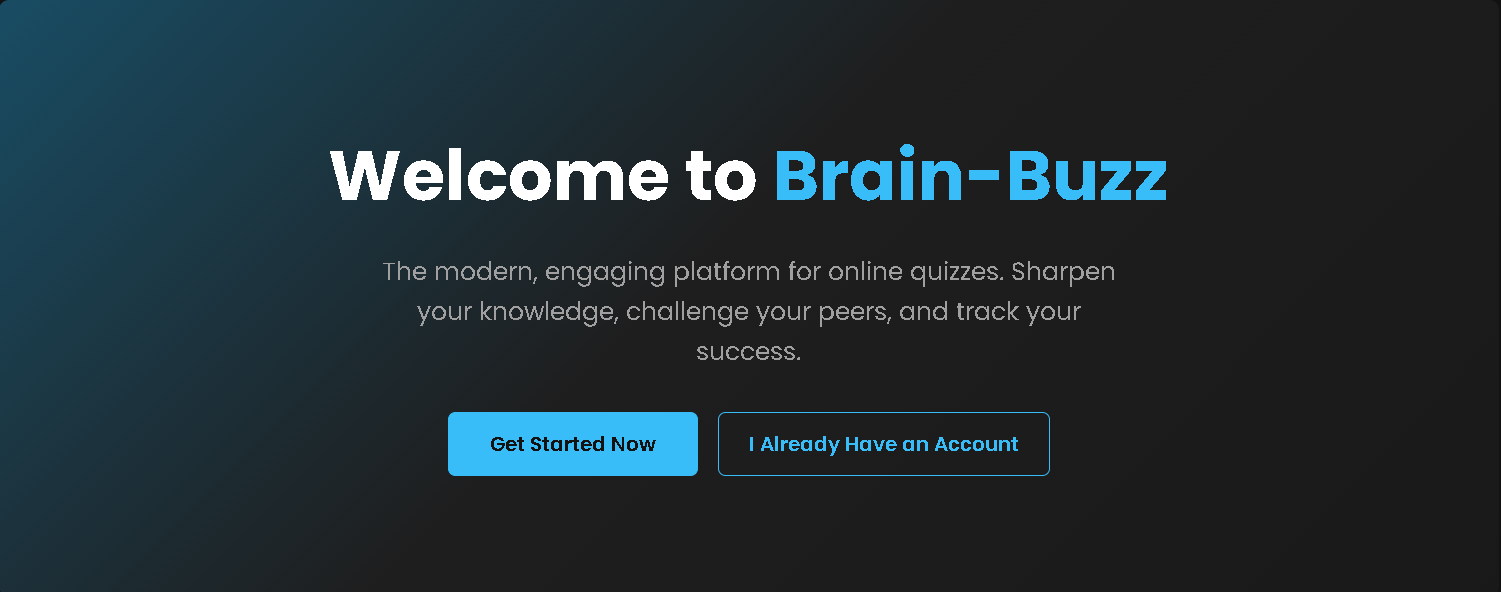 Welcome to Brain-Buzz
The modern, engaging platform for online quizzes. Sharpen
your knowledge, challenge your peers, and track your
success.
Get Started Now
I Already Have an Account